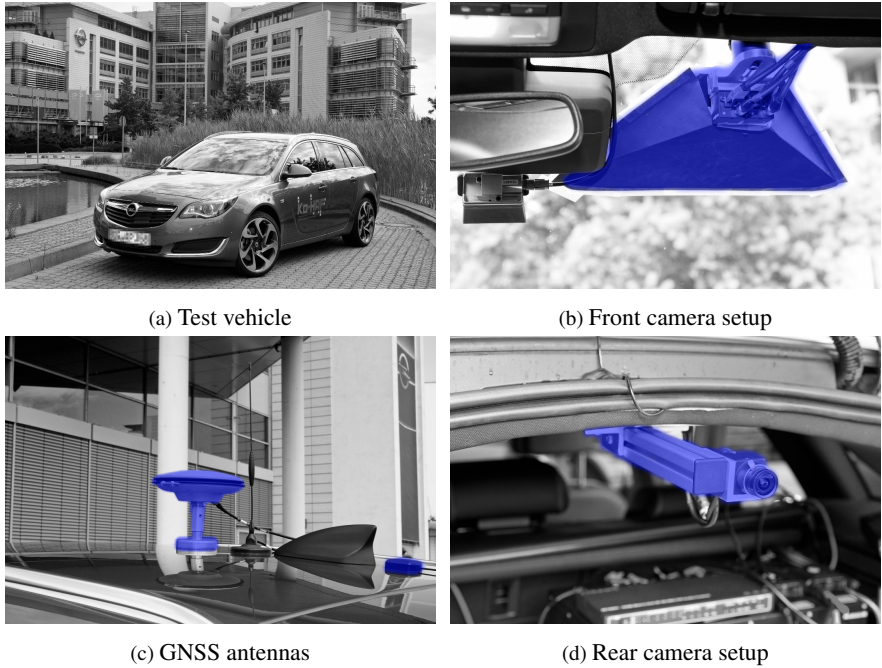 (a) Test vehicle
(b) Front camera setup
(c) GNSS antennas
(d) Rear camera setup